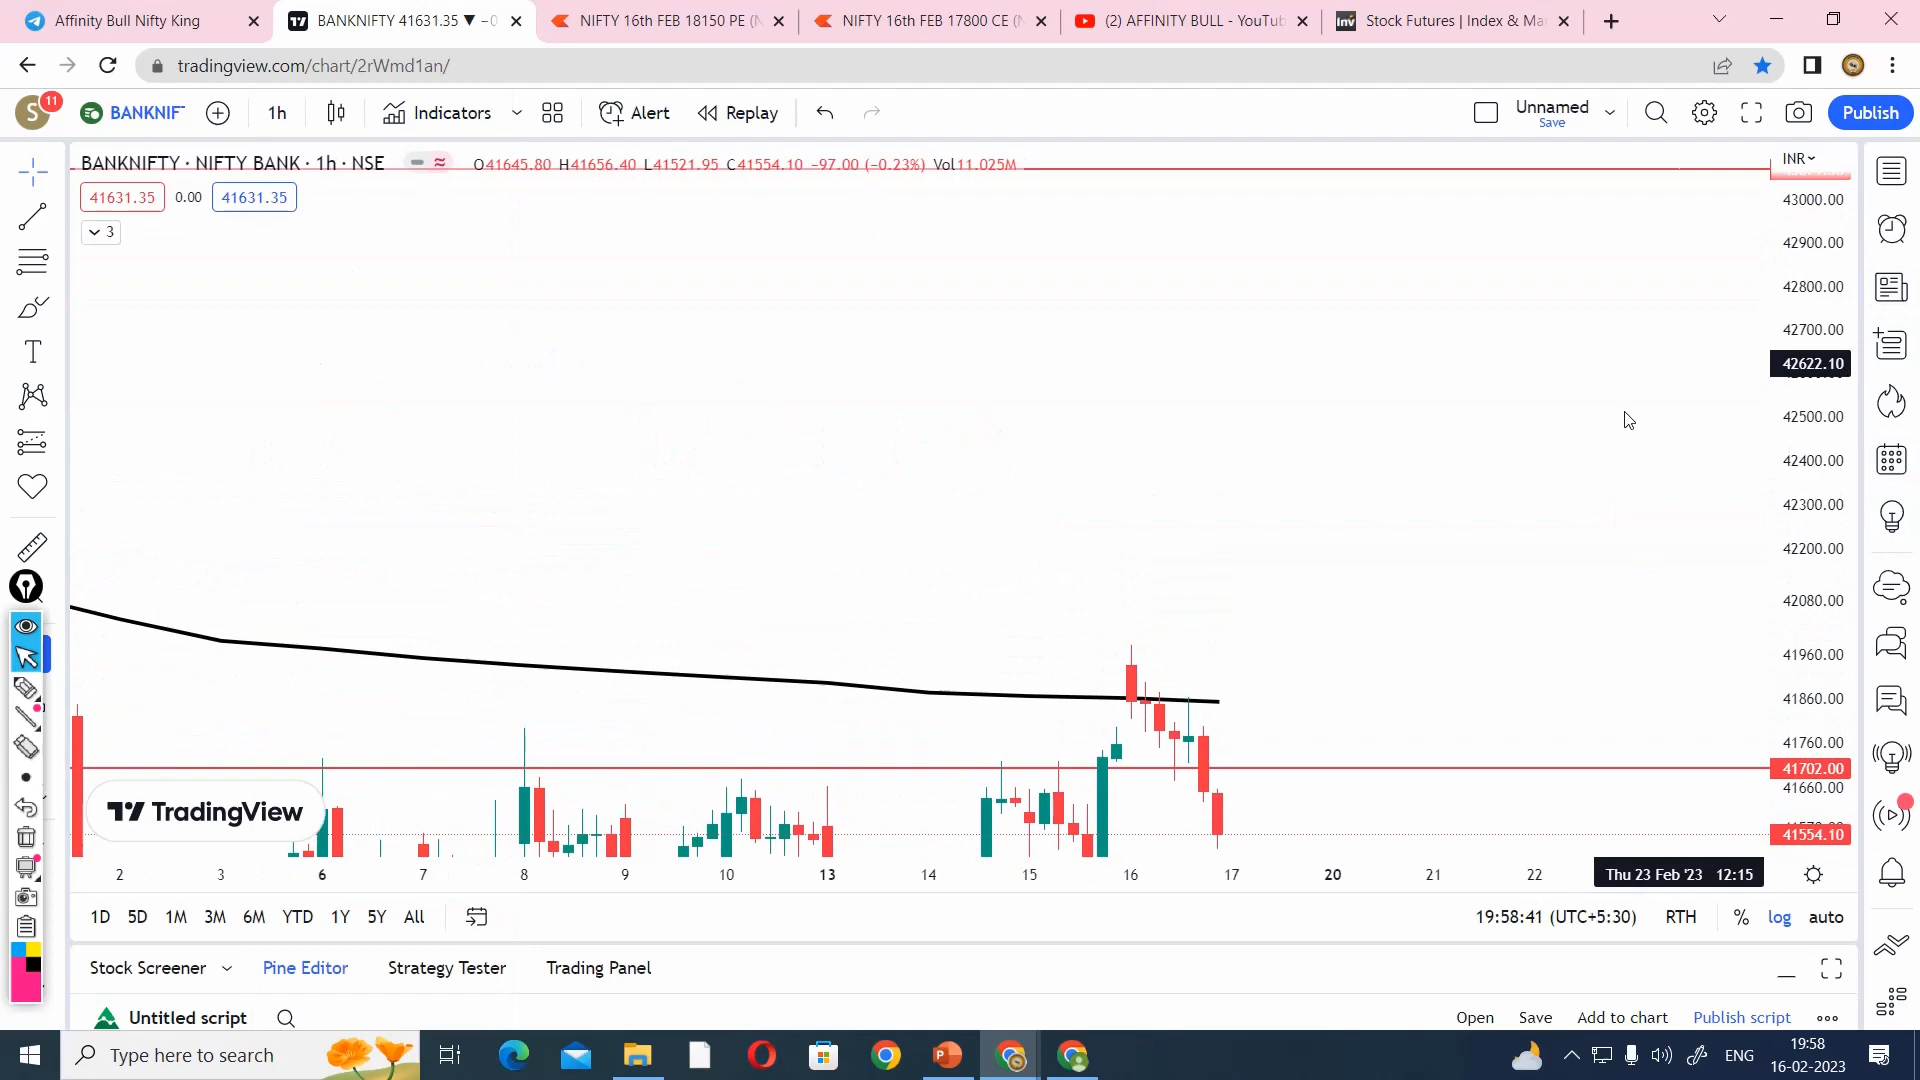 Affinity Bull Nifty King
BANKNIFTY 41631.35 ▼ −0
NIFTY 16th FEB 18150 PE (N
NIFTY 16th FEB 17800 CE (N
(2) AFFINITY BULL - YouTub
Inv Stock Futures | Index & Ma
tradingview.com/chart/2rWmd1an/
S 11 BANKNIF 1h Indicators Alert Replay Unnamed Publish
Save
BANKNIFTY · NIFTY BANK · 1h · NSE O41645.80 H41656.40 L41521.95 C41554.10 −97.00 (−0.23%) Vol11.025M INR
41631.35 0.00 41631.35
3
43000.00
42900.00
42800.00
42700.00
42622.10
42500.00
42400.00
42300.00
42200.00
42080.00
41960.00
41860.00
41760.00
41702.00
41660.00
41554.10
TradingView
2 3 6 7 8 9 10 13 14 15 16 17 20 21 22 Thu 23 Feb '23 12:15
1D 5D 1M 3M 6M YTD 1Y 5Y All 19:58:41 (UTC+5:30) RTH % log auto
Stock Screener Pine Editor Strategy Tester Trading Panel
Untitled script Open Save Add to chart Publish script
Type here to search ENG 19:58
16-02-2023